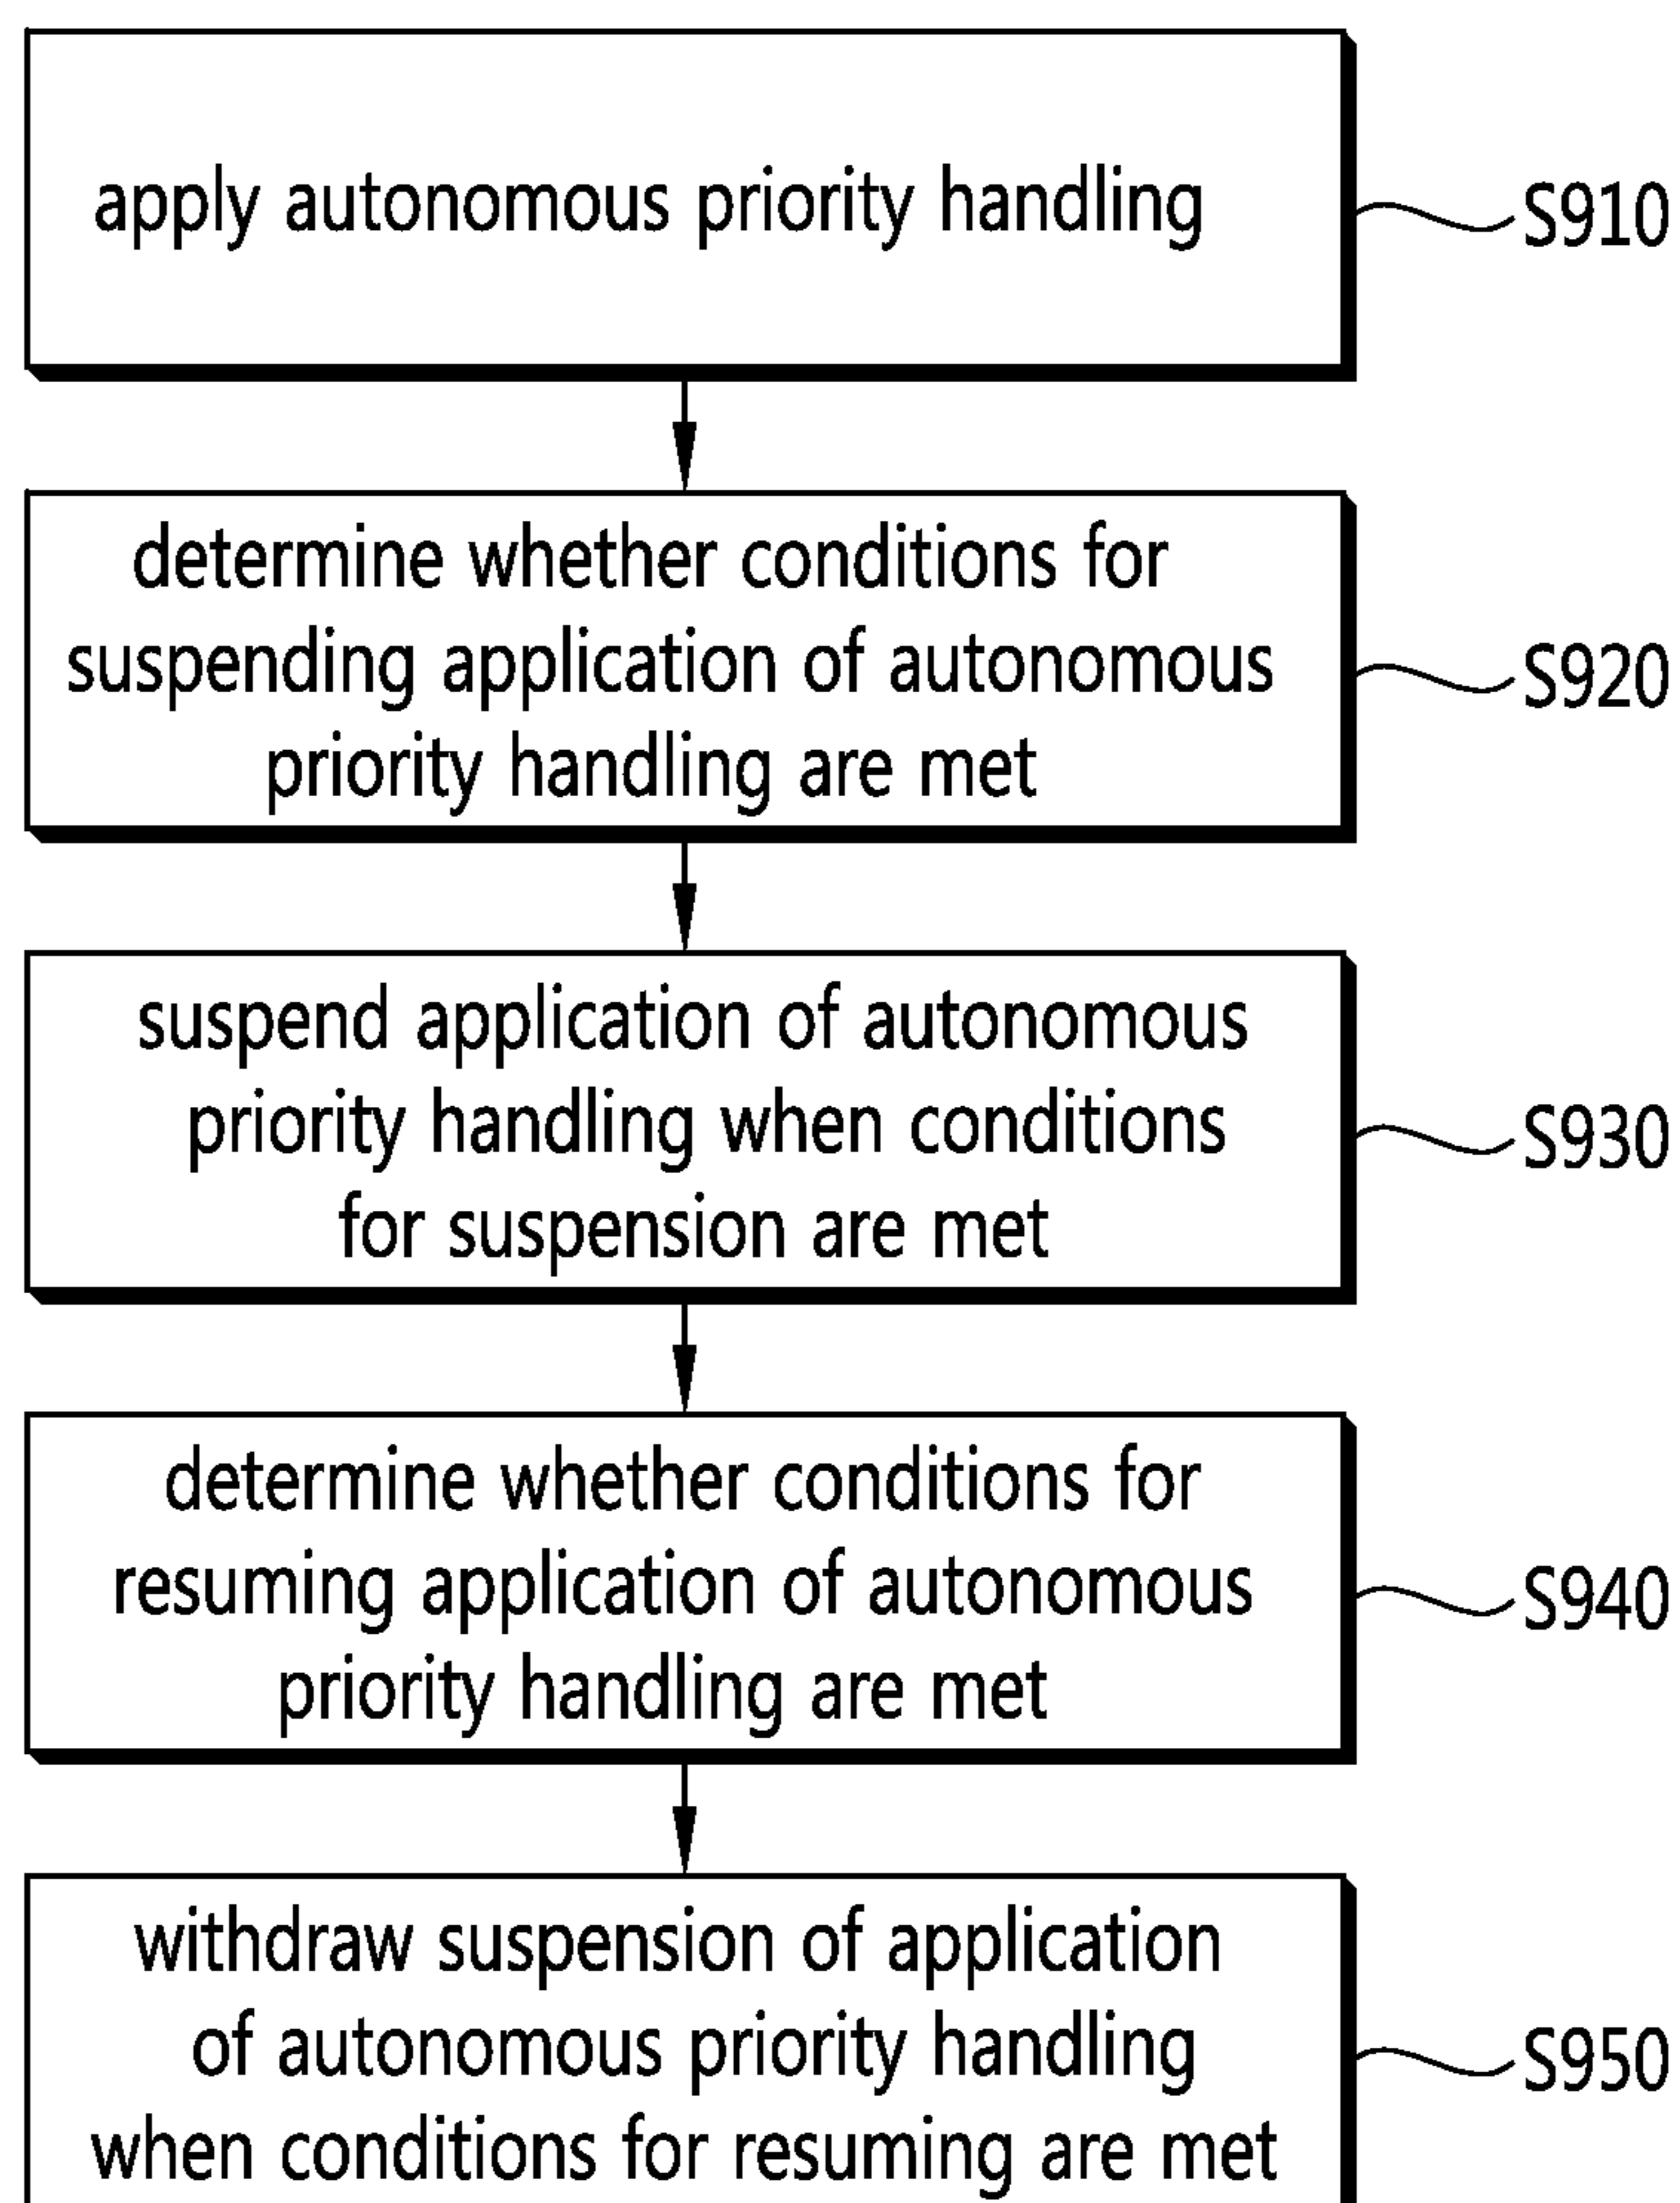 apply autonomous priority handling
S910
determine whether conditions for
suspending application of autonomous
priority handling are met
S920
suspend application of autonomous
priority handling when conditions
for suspension are met
S930
determine whether conditions for
resuming application of autonomous
priority handling are met
S940
withdraw suspension of application
of autonomous priority handling
when conditions for resuming are met
S950